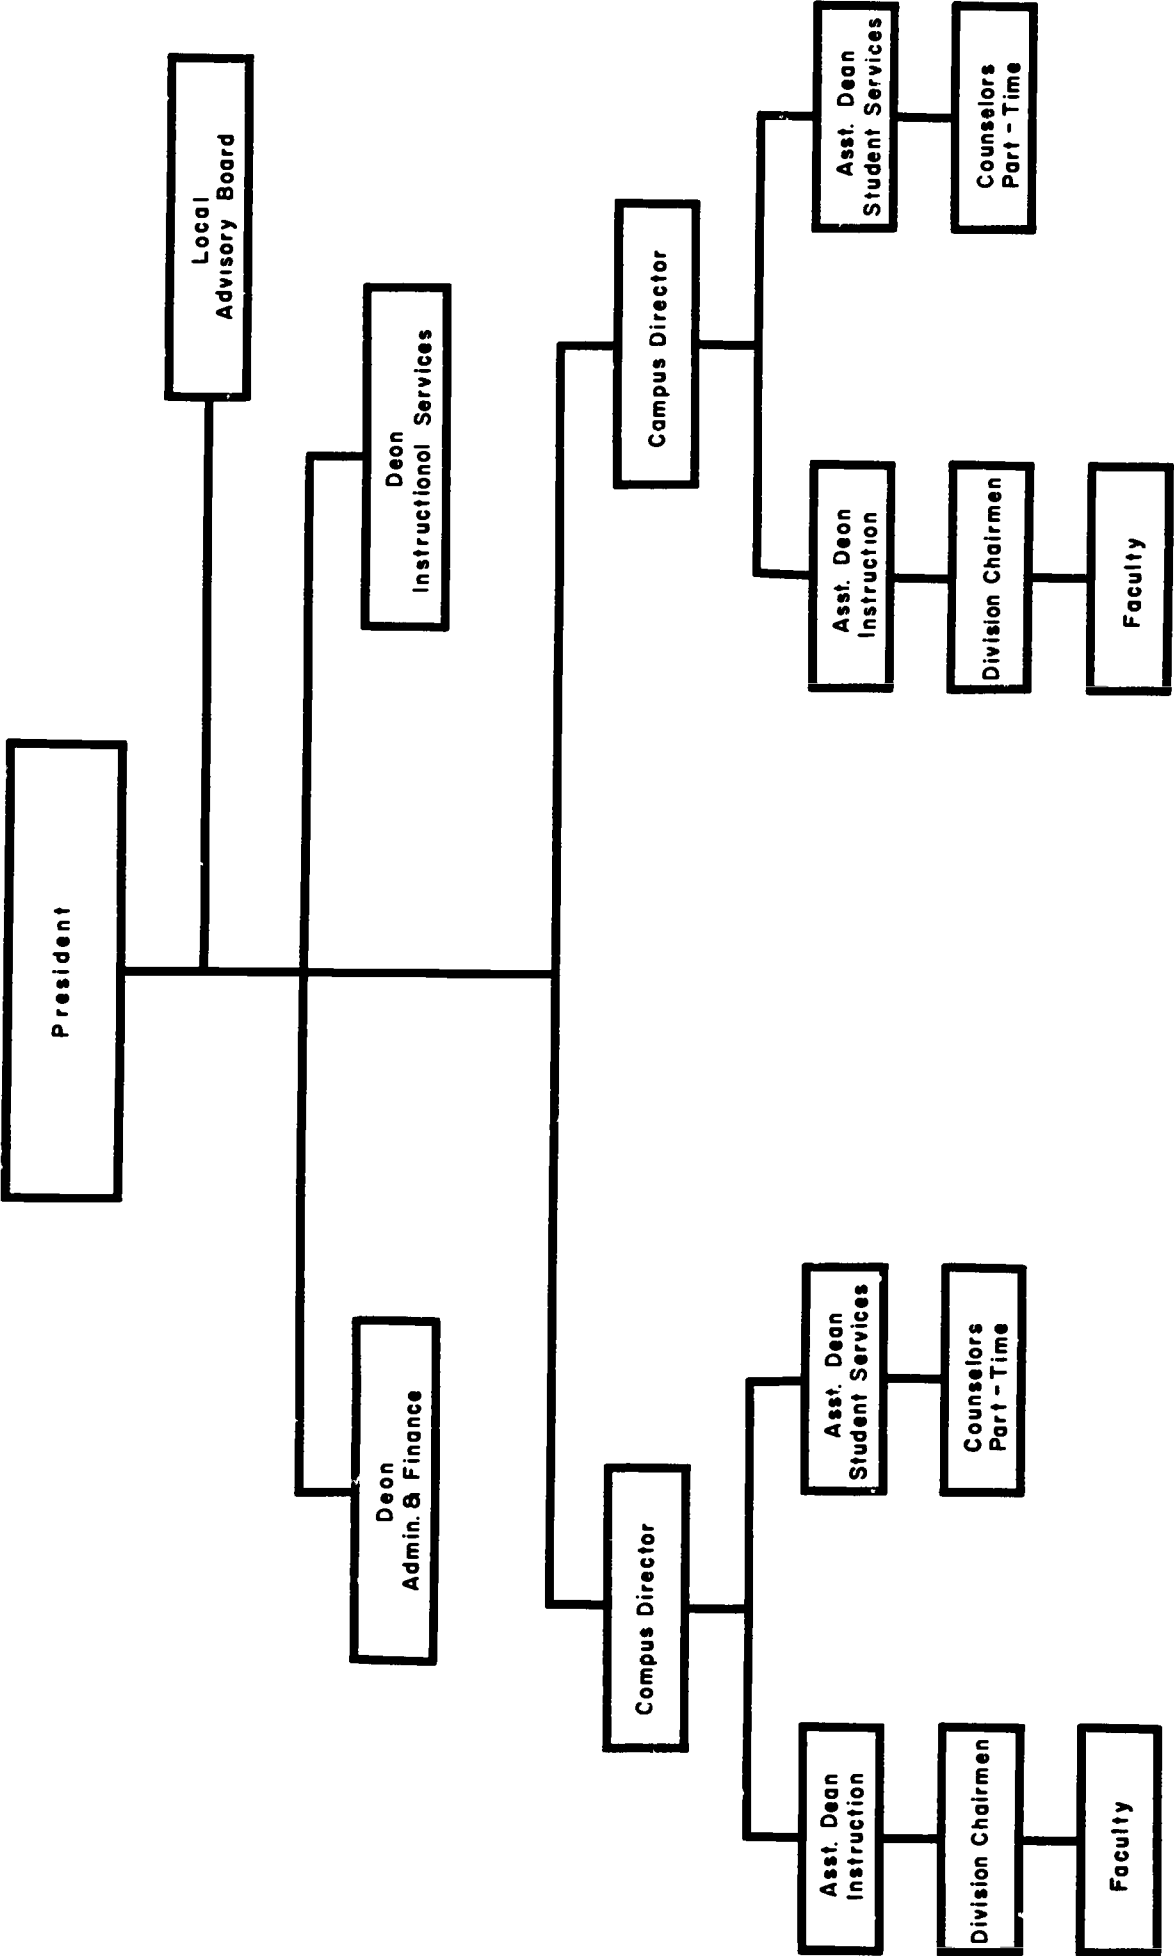 President
Local
Advisory Board
Deon
Admin. & Finance
Deon
Instructional Services
Compus Director
Campus Director
Asst. Dean
Instruction
Asst. Dean
Student Services
Asst. Deon
Instruction
Asst. Dean
Student Services
Division Chairmen
Counselors
Part-Time
Division Chairmen
Counselors
Part-Time
Faculty
Faculty